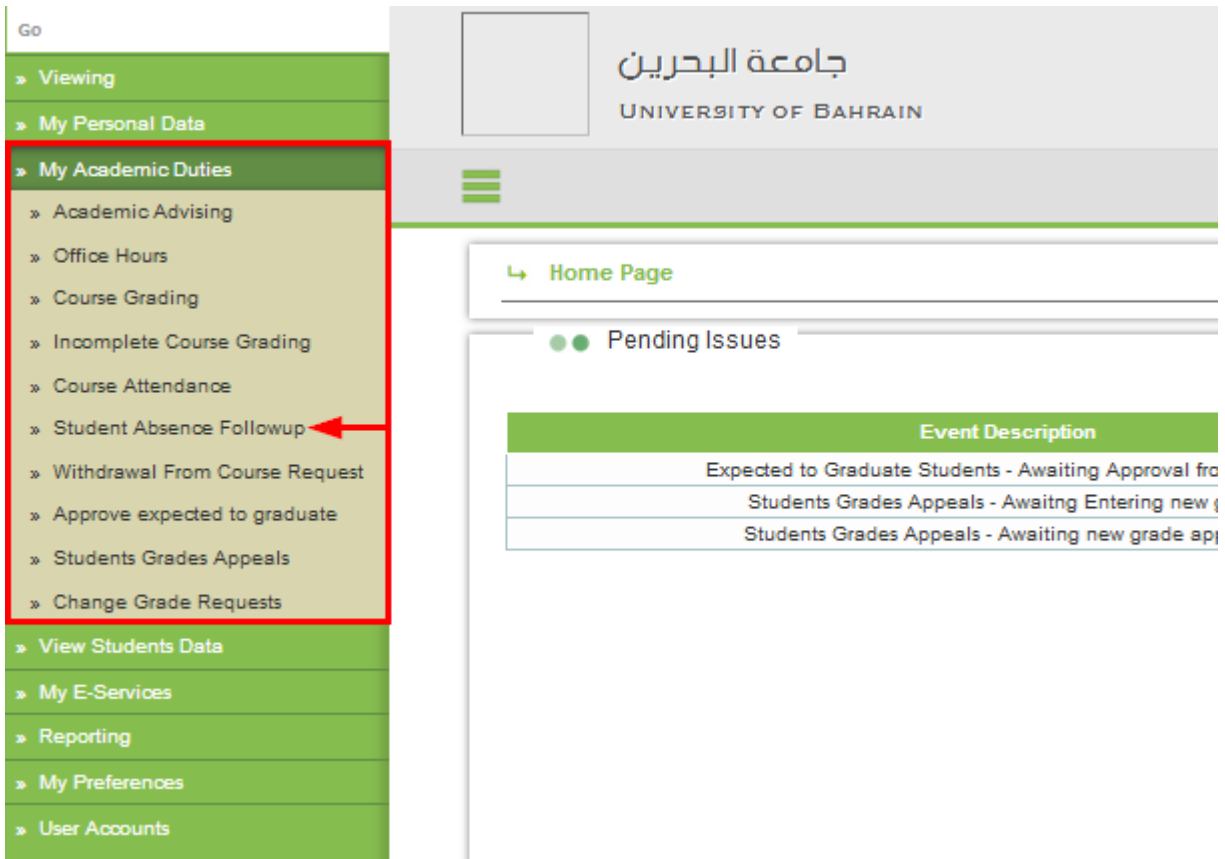 Go
» Viewing
» My Personal Data
» My Academic Duties
» Academic Advising
» Office Hours
» Course Grading
» Incomplete Course Grading
» Course Attendance
» Student Absence Followup
» Withdrawal From Course Request
» Approve expected to graduate
» Students Grades Appeals
» Change Grade Requests
» View Students Data
» My E-Services
» Reporting
» My Preferences
» User Accounts
جامعة البحرين
UNIVERSITY OF BAHRAIN
Home Page
Pending Issues
Event Description
Expected to Graduate Students - Awaiting Approval
Students Grades Appeals - Awaitng Entering new
Students Grades Appeals - Awaiting new grade